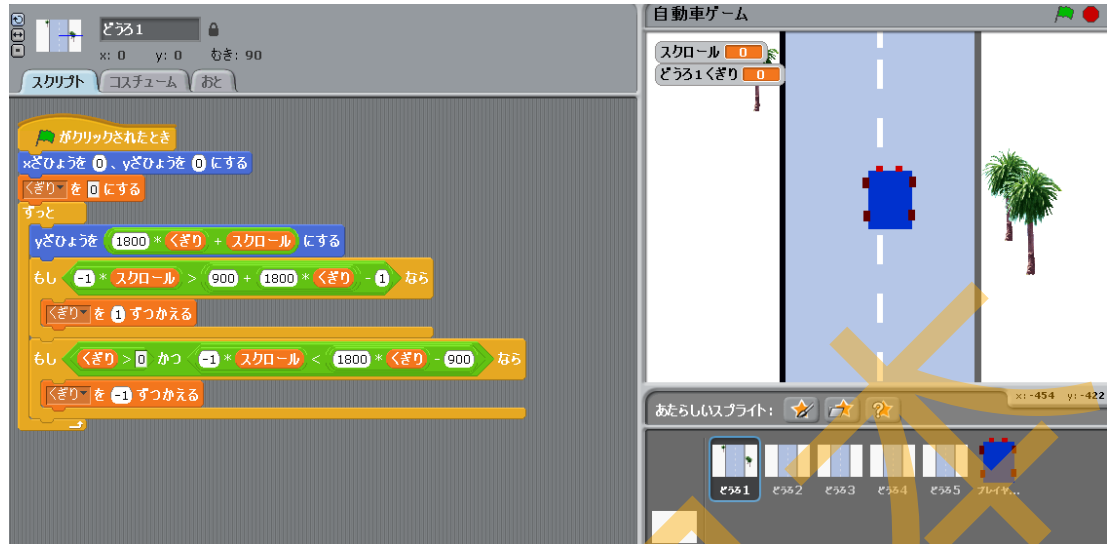 どうろ1
x: 0 y: 0 むき: 90
スクリプト コスチューム おと
がクリックされたとき
xざひょうを 0 、yざひょうを 0 にする
くぎり を 0 にする
ずっと
yざひょうを 1800 * くぎり + スクロール にする
もし -1 * スクロール > 900 + 1800 * くぎり - 1 なら
くぎり を 1 ずつかえる
もし くぎり > 0 かつ -1 * スクロール < 1800 * くぎり - 900 なら
くぎり を -1 ずつかえる
自動車ゲーム
スクロール 0
どうろ1くぎり 0
x: -454 y: -422
あたらしいスプライト:
どうろ1 どうろ2 どうろ3 どうろ4 どうろ5 プレイヤ...